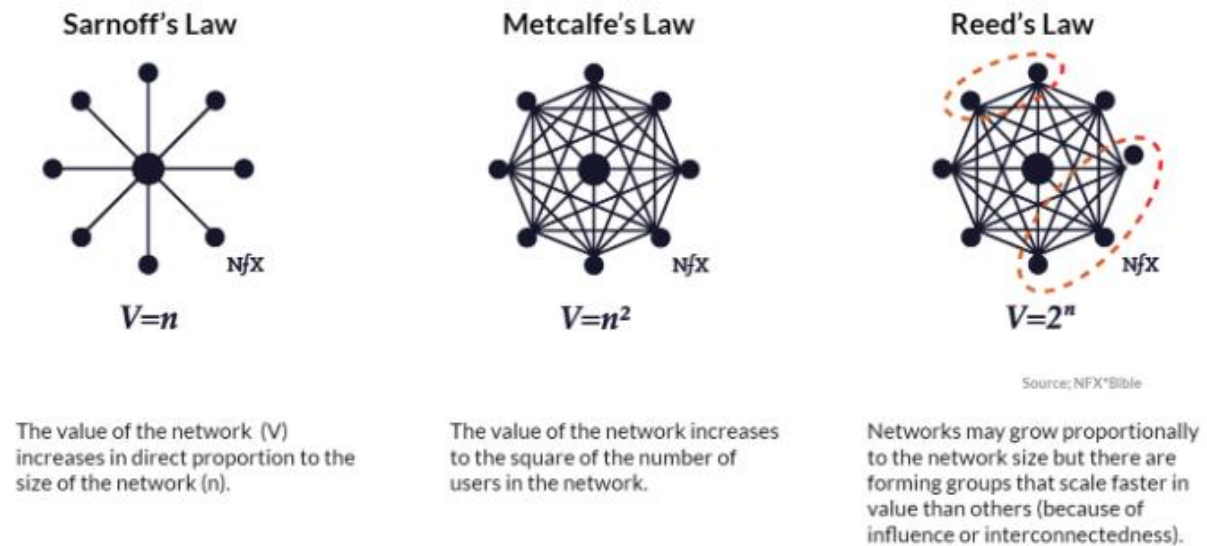 Sarnoff's Law
NfX
V=n
The value of the network (V)
increases in direct proportion to the
size of the network (n).
Metcalfe's Law
NfX
V=n²
The value of the network increases
to the square of the number of
users in the network.
Reed's Law
NfX
V=2ⁿ
Source; NFX*Bible
Networks may grow proportionally
to the network size but there are
forming groups that scale faster in
value than others (because of
influence or interconnectedness).